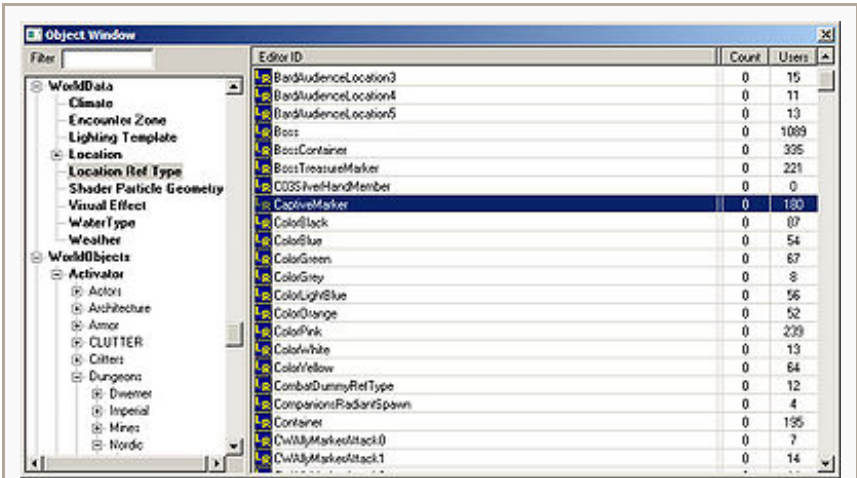 Object Window
Filter
Editor ID Count Users
WorldData
Climate
Encounter Zone
Lighting Template
Location
Location Ref Type
Shader Particle Geometry
Visual Effect
WaterType
Weather
WorldObjects
Activator
Actors
Architecture
Armor
CLUTTER
Critters
Dungeons
Dwemer
Imperial
Mines
Nordic
BardAudienceLocation3 0 15
BardAudienceLocation4 0 11
BardAudienceLocation5 0 13
Boss 0 1089
BossContainer 0 335
BossTreasureMarker 0 221
C03SilverHandMember 0 0
CaptiveMarker 0 180
ColorBlack 0 87
ColorBlue 0 54
ColorGreen 0 67
ColorGrey 0 8
ColorLightBlue 0 56
ColorOrange 0 52
ColorPink 0 239
ColorWhite 0 13
ColorYellow 0 64
CombatDummyRefType 0 12
CompanionsRadiantSpawn 0 4
Container 0 195
CWAllyMarkerAttack0 0 7
CWAllyMarkerAttack1 0 14